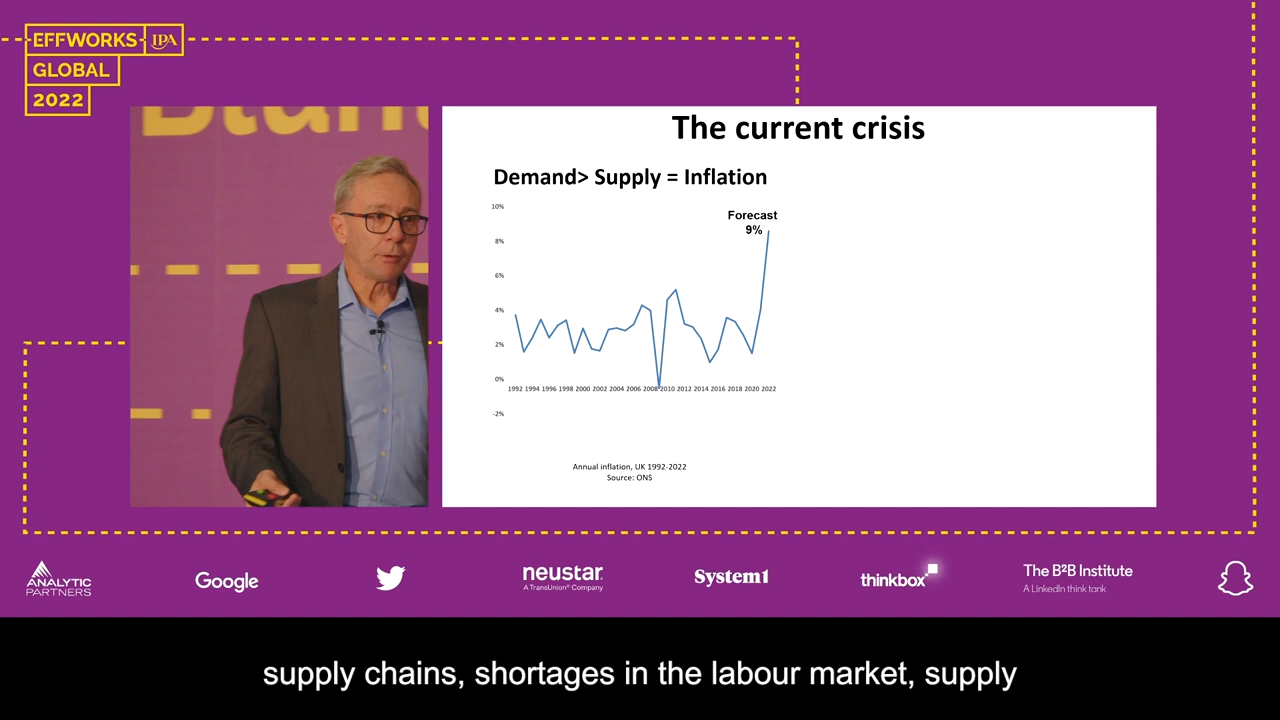 EFFWORKS IPA
GLOBAL
2022
The current crisis
Demand> Supply = Inflation
10%
8%
6%
4%
2%
0%
-2%
Forecast
9%
1992 1994 1996 1998 2000 2002 2004 2006 2008 2010 2012 2014 2016 2018 2020 2022
Annual inflation, UK 1992-2022
Source: ONS
ANALYTIC
PARTNERS
Google
neustar
A TransUnion® Company
System1
thinkbox
The B²B Institute
A LinkedIn think tank
supply chains, shortages in the labour market, supply